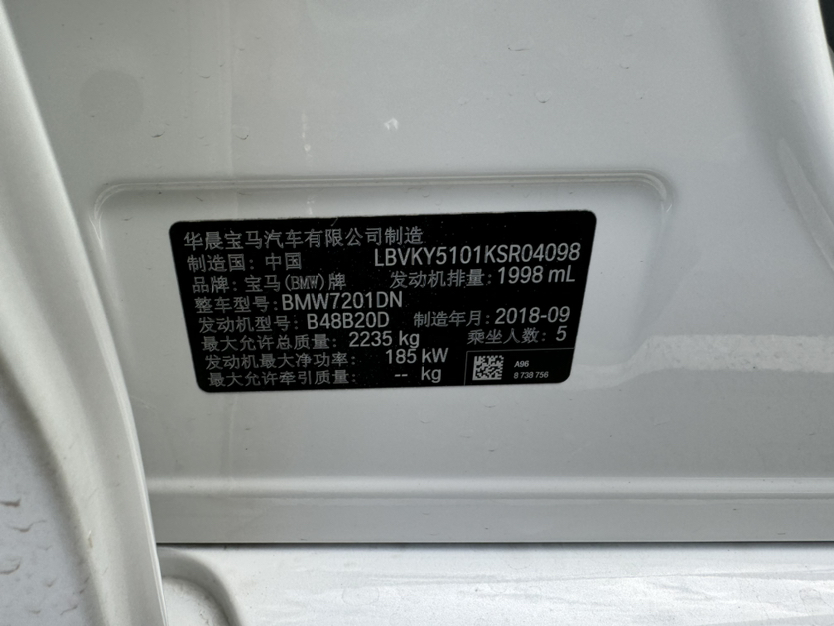 华晨宝马汽车有限公司制造
制造国: 中国 LBVKY5101KSR04098
品牌: 宝马(BMW)牌 发动机排量: 1998 mL
整车型号: BMW7201DN
发动机型号: B48B20D 制造年月: 2018-09
最大允许总质量: 2235 kg 乘坐人数: 5
发动机最大净功率: 185 kW
最大允许牵引质量: -- kg
A96
8 738 756